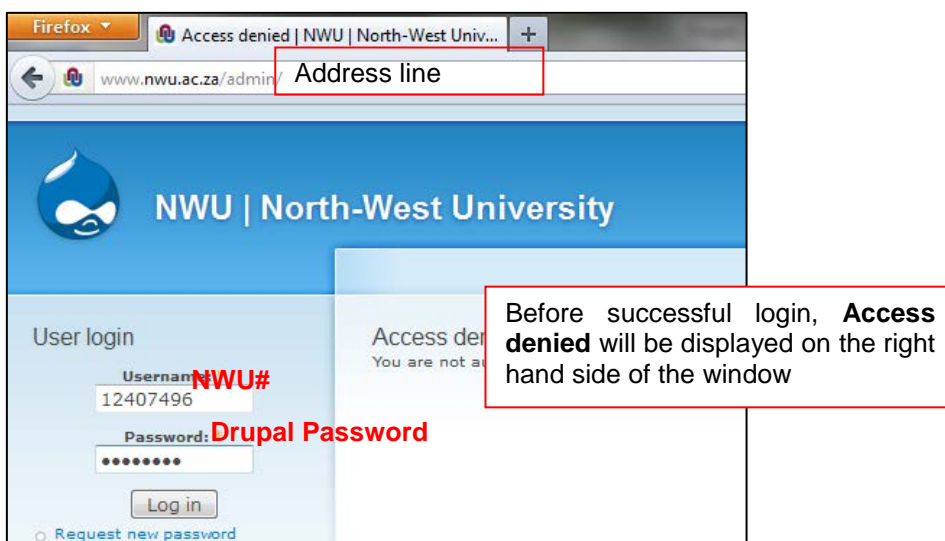 Firefox
Access denied | NWU | North-West Univ...
www.nwu.ac.za/admin/
Address line
NWU | North-West University
Before successful login, Access
denied will be displayed on the right
hand side of the window
User login
Access
You are not
NWU#
12407496
Password:
Drupal Password
••••••••
Log in
Request new password